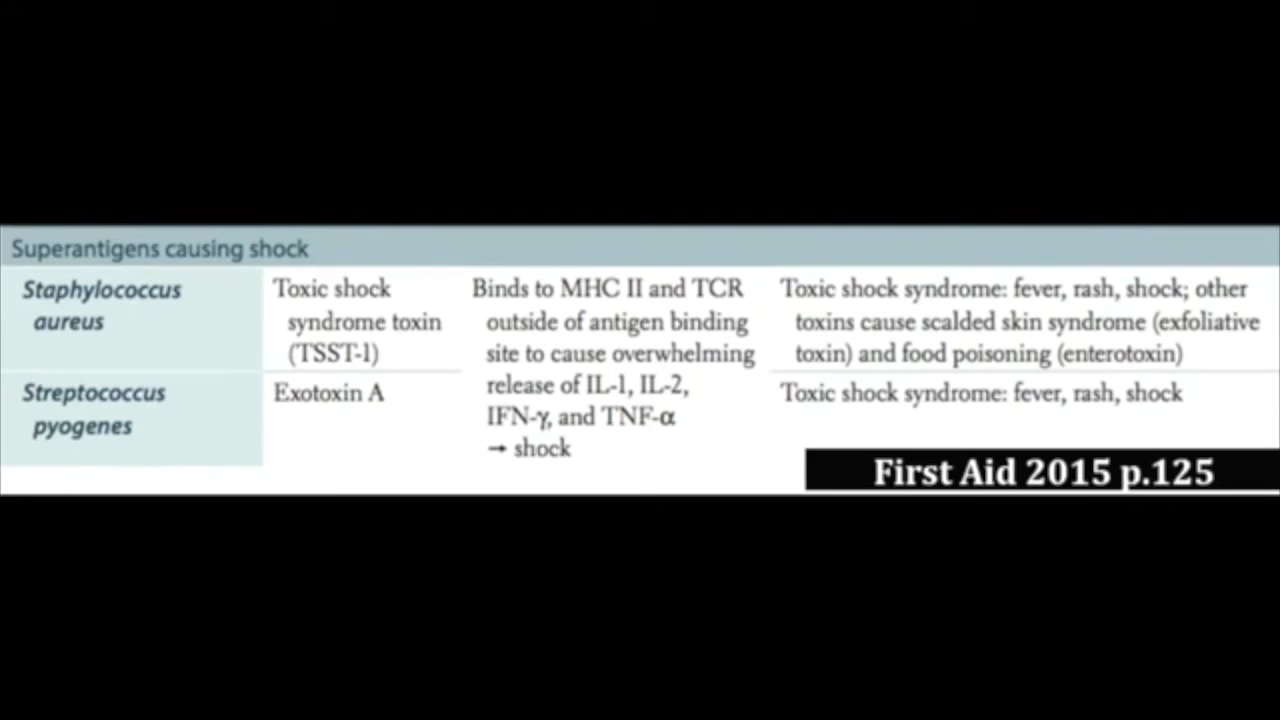 Superantigens causing shock
Staphylococcus
aureus
Toxic shock
syndrome toxin
(TSST-1)
Binds to MHC II and TCR
outside of antigen binding
site to cause overwhelming
release of IL-1, IL-2,
IFN-γ, and TNF-α
→ shock
Toxic shock syndrome: fever, rash, shock; other
toxins cause scalded skin syndrome (exfoliative
toxin) and food poisoning (enterotoxin)
Streptococcus
pyogenes
Exotoxin A
Toxic shock syndrome: fever, rash, shock
First Aid 2015 p.125